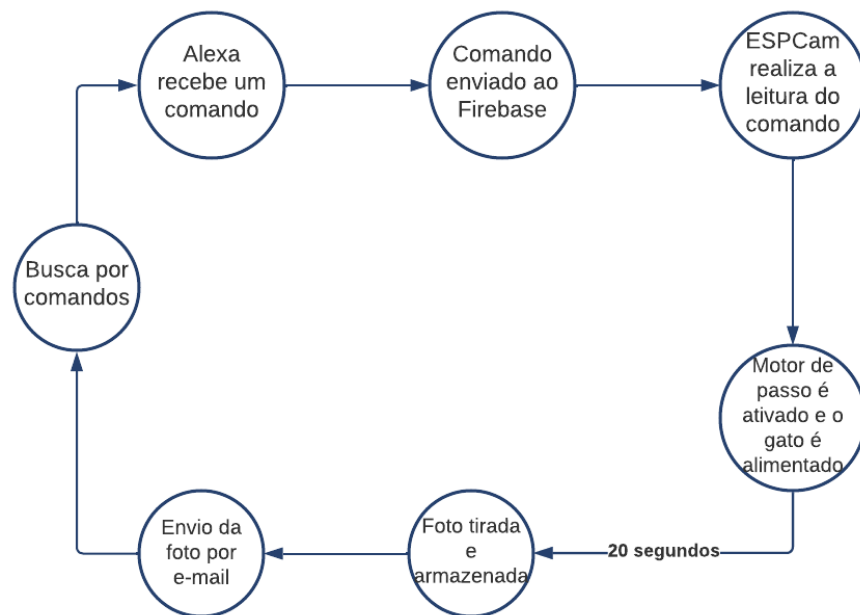 Alexa
recebe um
comando
Comando
enviado ao
Firebase
ESPCam
realiza a
leitura do
comando
Busca por
comandos
Motor de
passo é
ativado e o
gato é
alimentado
Envio da
foto por
e-mail
Foto tirada
e
armazenada
20 segundos